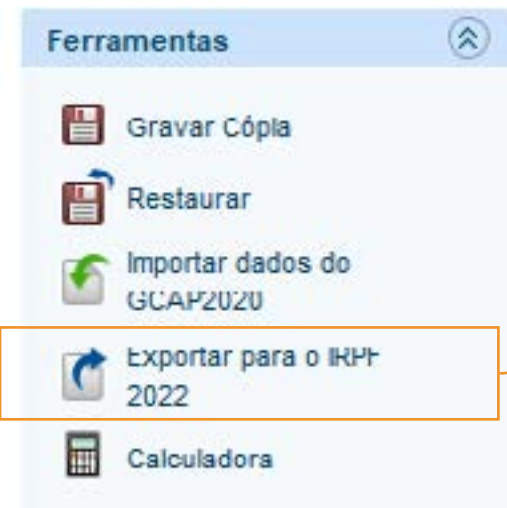 Ferramentas
Gravar Cópia
Restaurar
Importar dados do
GCAP2020
Exportar para o IRPF
2022
Calculadora